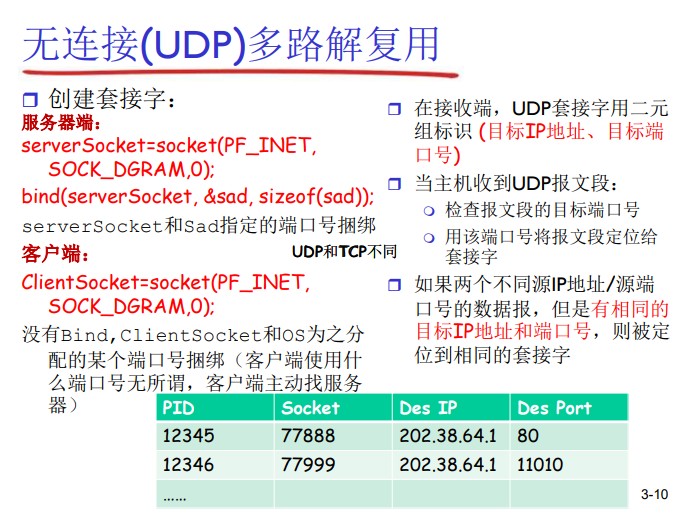 无连接(UDP)多路解复用
创建套接字：
服务器端：
serverSocket=socket(PF_INET,
SOCK_DGRAM,0);
bind(serverSocket, &sad, sizeof(sad));
serverSocket和Sad指定的端口号捆绑
客户端：
UDP和TCP不同
ClientSocket=socket(PF_INET,
SOCK_DGRAM,0);
没有Bind,ClientSocket和OS为之分
配的某个端口号捆绑（客户端使用什
么端口号无所谓，客户端主动找服务
器）
在接收端，UDP套接字用二元
组标识 (目标IP地址、目标端
口号)
当主机收到UDP报文段：
检查报文段的目标端口号
用该端口号将报文段定位给
套接字
如果两个不同源IP地址/源端
口号的数据报，但是有相同的
目标IP地址和端口号，则被定
位到相同的套接字
PID Socket Des IP Des Port
12345 77888 202.38.64.1 80
12346 77999 202.38.64.1 11010
……
3-10